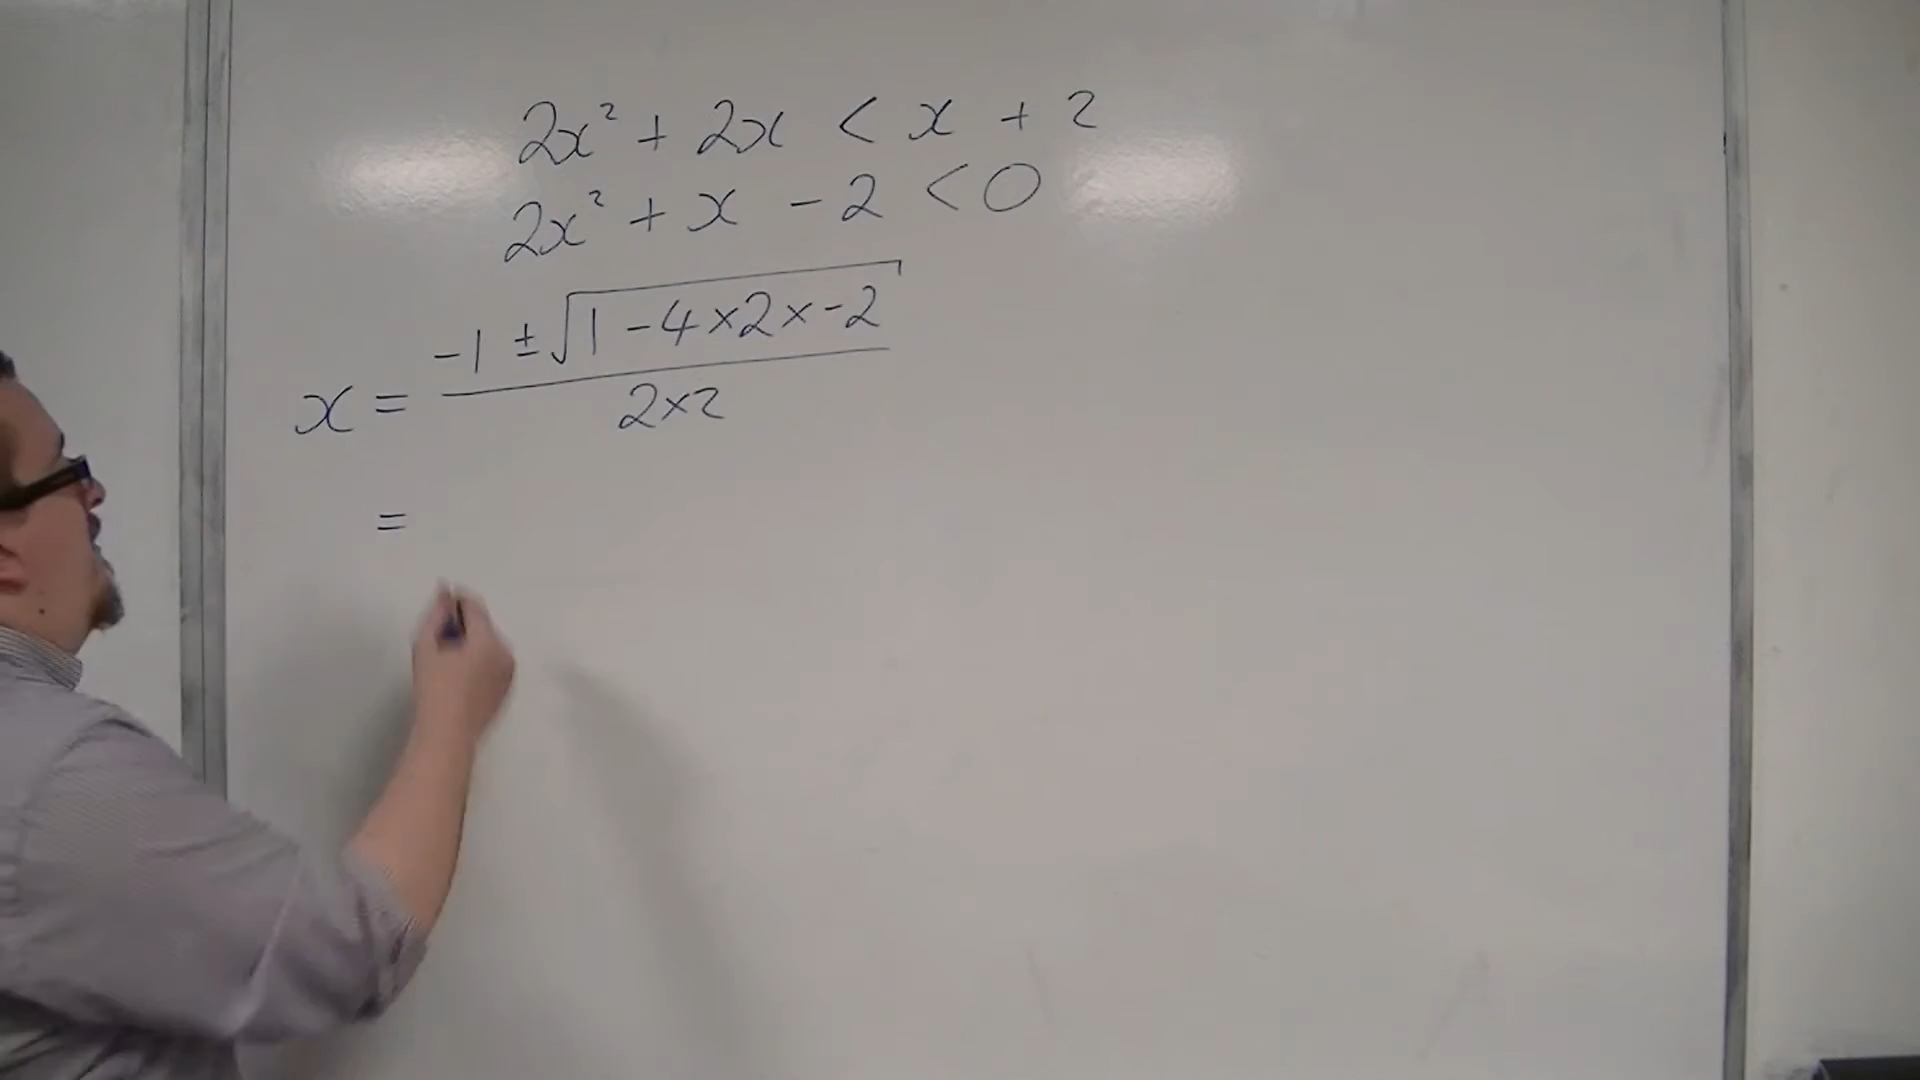 2x² + 2x < x + 2
2x² + x - 2 < 0
x = (-1 ± √(1 - 4×2×-2)) / (2×2)
=